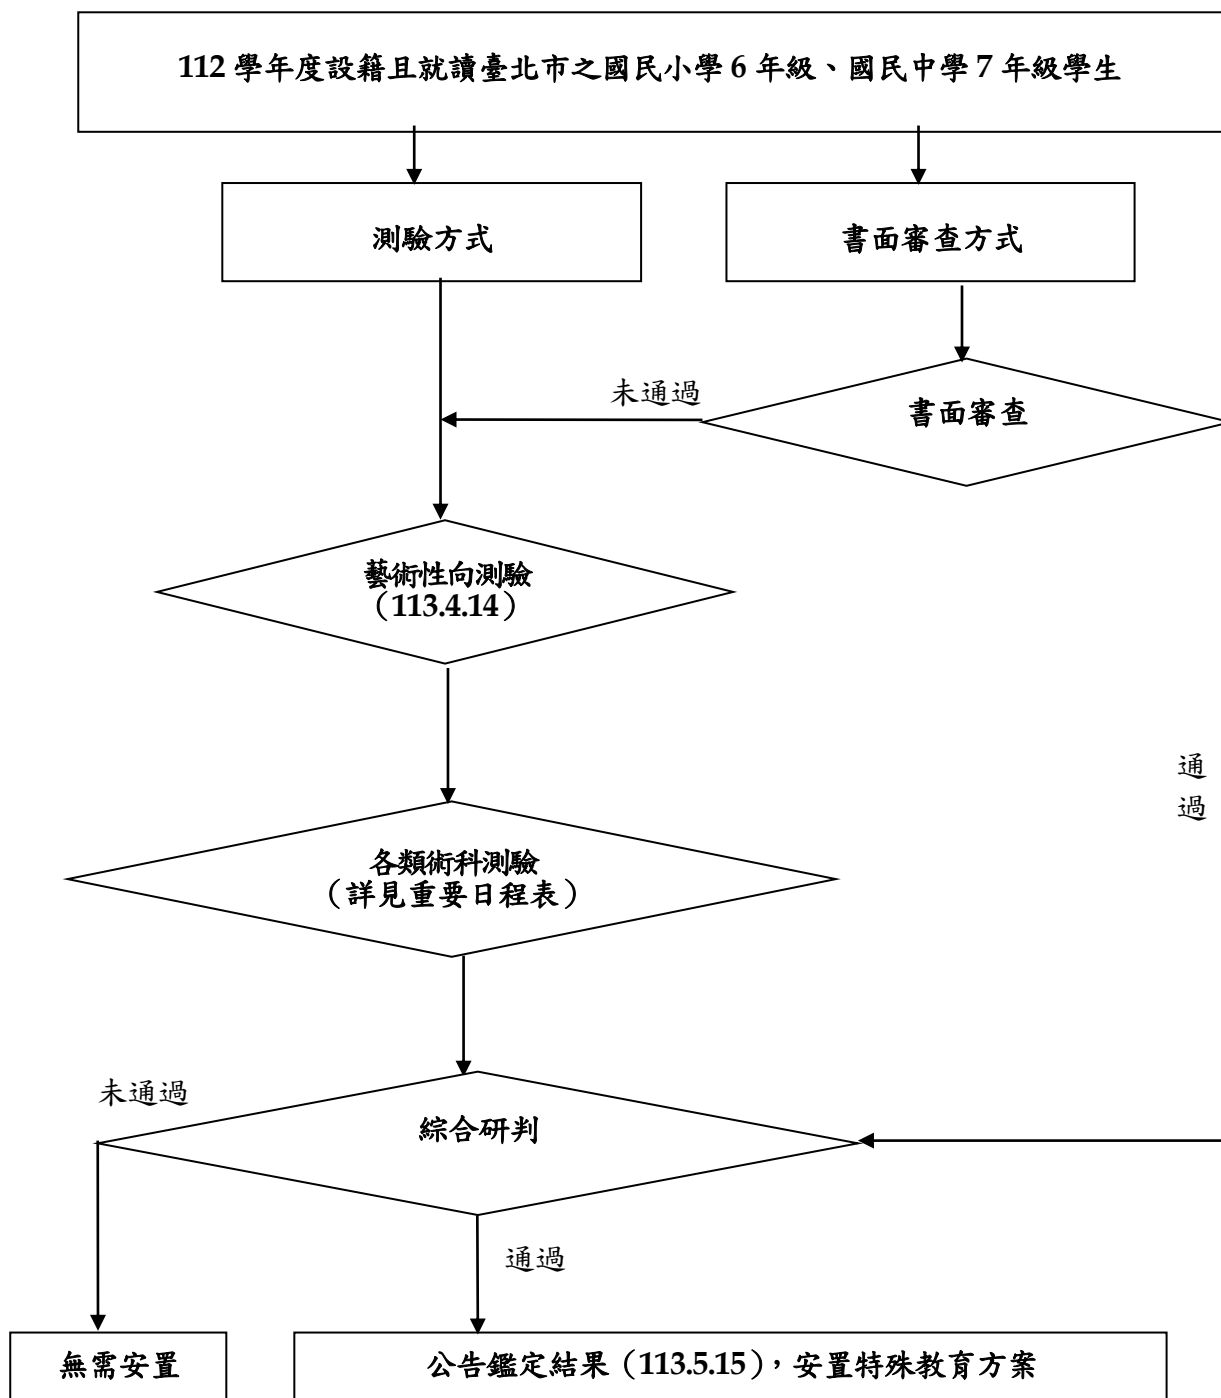 112 學年度設籍且就讀臺北市之國民小學 6 年級、國民中學 7 年級學生
測驗方式
書面審查方式
未通過
書面審查
藝術性向測驗
（113.4.14）
通
過
各類術科測驗
（詳見重要日程表）
未通過
綜合研判
通過
無需安置
公告鑑定結果（113.5.15），安置特殊教育方案